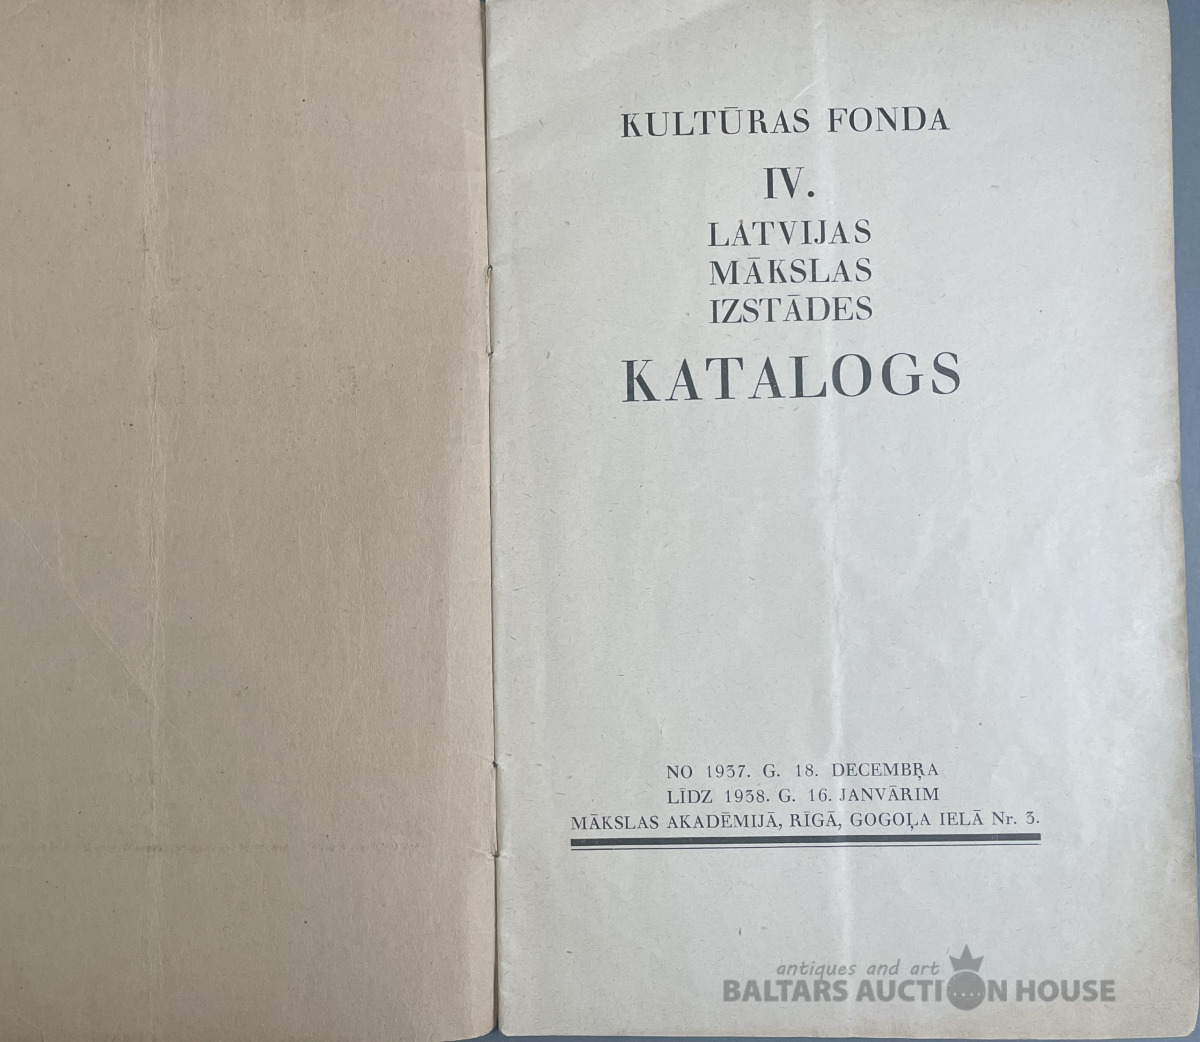 KULTŪRAS FONDA
IV.
LATVIJAS
MĀKSLAS
IZSTĀDES
KATALOGS
NO 1937. G. 18. DECEMBŖA
LĪDZ 1938. G. 16. JANVĀRIM
MĀKSLAS AKADĒMIJĀ, RĪGĀ, GOGOĻA IELĀ Nr. 3.
antiques and art
BALTARS AUCTION HOUSE